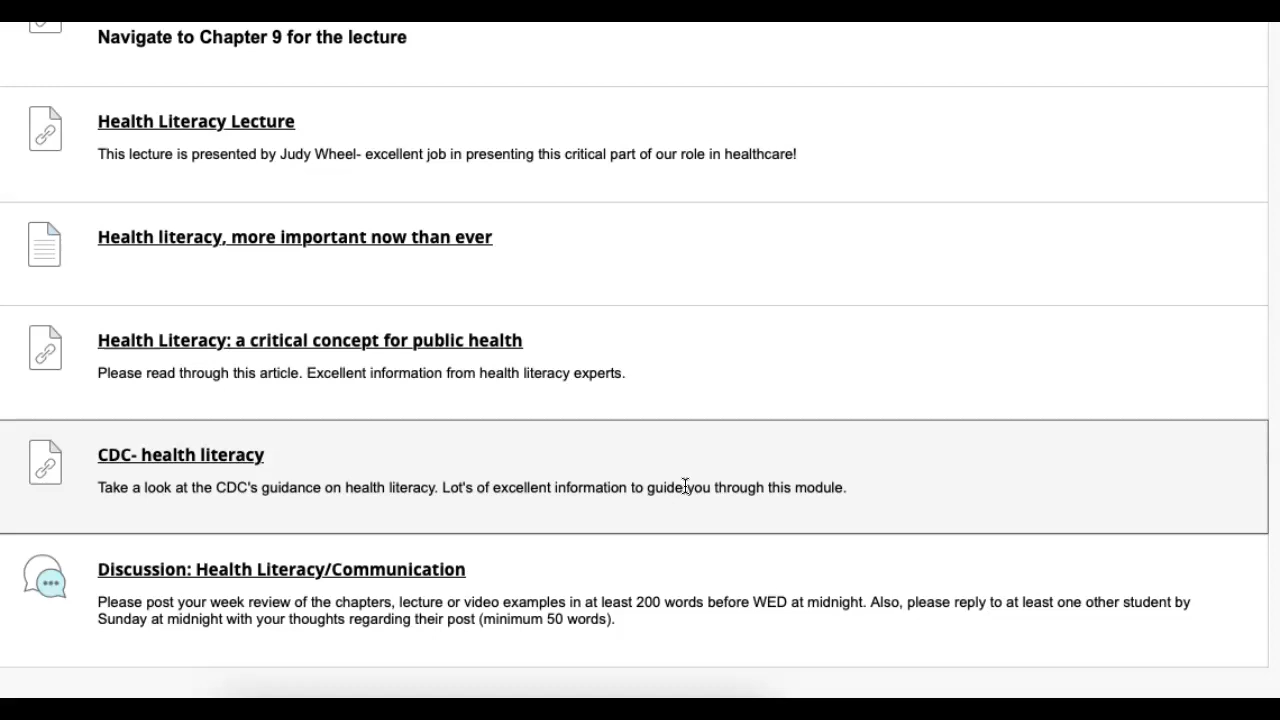 Navigate to Chapter 9 for the lecture
Health Literacy Lecture
This lecture is presented by Judy Wheel- excellent job in presenting this critical part of our role in healthcare!
Health literacy, more important now than ever
Health Literacy: a critical concept for public health
Please read through this article. Excellent information from health literacy experts.
CDC- health literacy
Take a look at the CDC's guidance on health literacy. Lot's of excellent information to guide you through this module.
Discussion: Health Literacy/Communication
Please post your week review of the chapters, lecture or video examples in at least 200 words before WED at midnight. Also, please reply to at least one other student by
Sunday at midnight with your thoughts regarding their post (minimum 50 words).